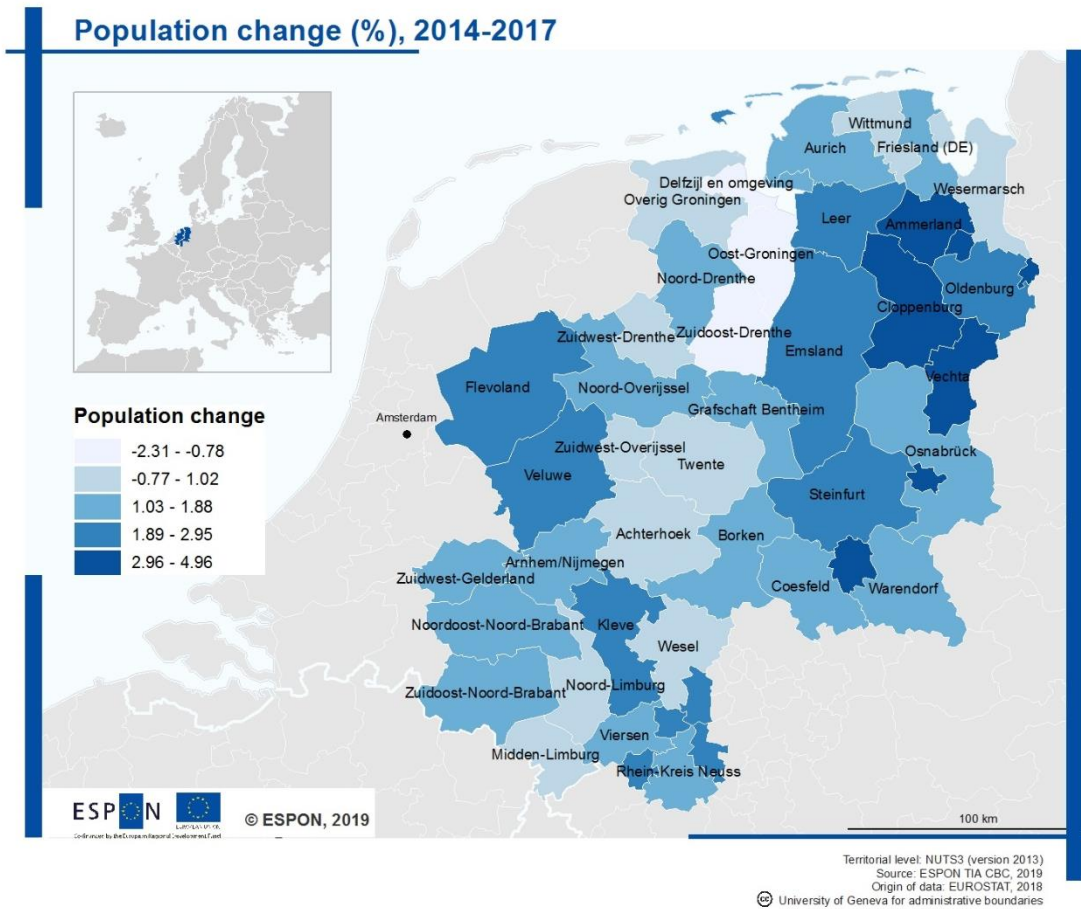 Population change (%), 2014-2017
Wittmund
Aurich
Friesland (DE)
Delfzijl en omgeving
Wesermarsch
Overig Groningen
Leer
Ammerland
Oost-Groningen
Noord-Drenthe
Oldenburg
Cloppenburg
Zuidwest-Drenthe
Zuidoost-Drenthe
Emsland
Flevoland
Noord-Overijssel
Vechta
Population change
Amsterdam
Grafschaft Bentheim
-2.31 - -0.78
-0.77 - 1.02
1.03 - 1.88
1.89 - 2.95
2.96 - 4.96
Zuidwest-Overijssel
Osnabrück
Twente
Veluwe
Steinfurt
Achterhoek
Borken
Arnhem/Nijmegen
Zuidwest-Gelderland
Coesfeld
Warendorf
Noordoost-Noord-Brabant
Kleve
Wesel
Zuidoost-Noord-Brabant
Noord-Limburg
Viersen
Midden-Limburg
Rhein-Kreis Neuss
ESPON
© ESPON, 2019
100 km
Territorial level: NUTS3 (version 2013)
Source: ESPON TIA CBC, 2019
Origin of data: EUROSTAT, 2018
cc University of Geneva for administrative boundaries